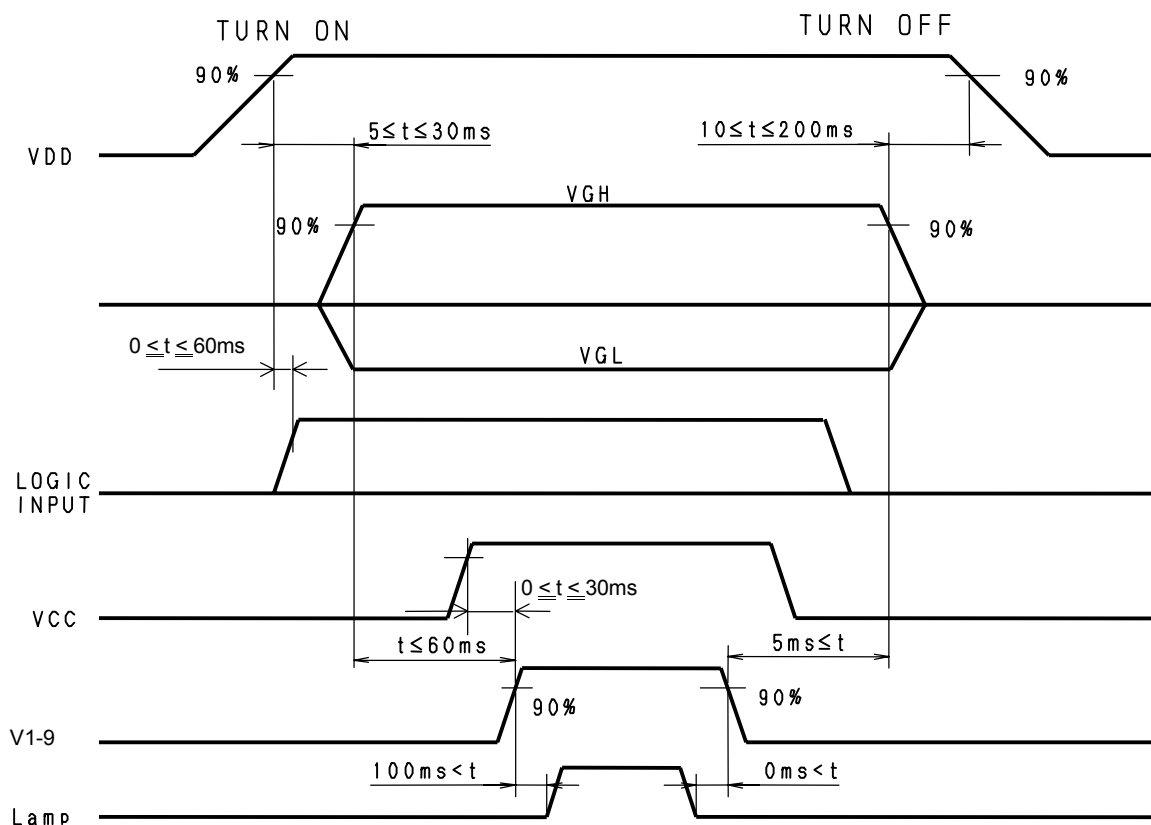 TURN ON
TURN OFF
90%
90%
5≤t≤30ms
10≤t≤200ms
VDD
VGH
90%
90%
0 ≤t ≤60ms
VGL
LOGIC
INPUT
0 ≤t ≤30ms
VCC
t≤60ms
5ms≤t
90%
90%
V1-9
100ms<t
0ms<t
Lamp